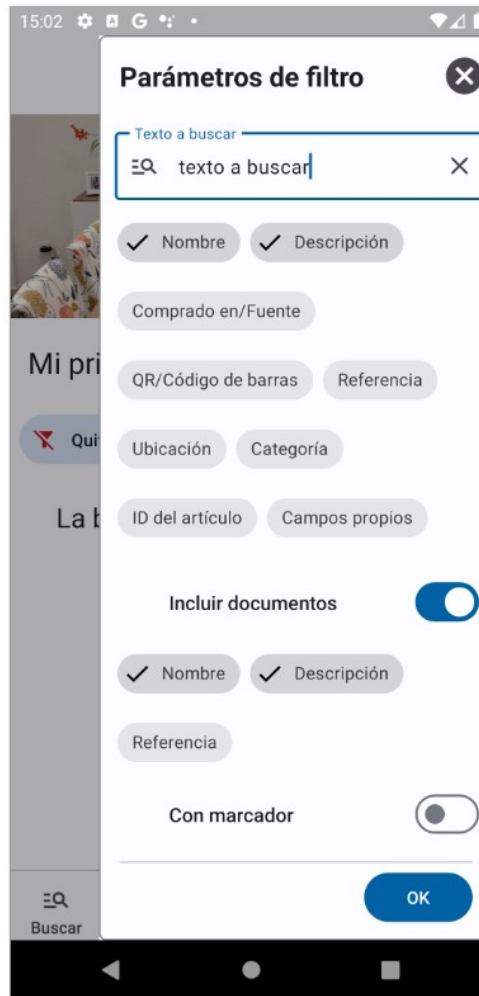 15:02
Parámetros de filtro
Texto a buscar
texto a buscar
Nombre Descripción
Comprado en/Fuente
Mi pri
QR/Código de barras Referencia
Qui
Ubicación Categoría
La b
ID del artículo Campos propios
Incluir documentos
Nombre Descripción
Referencia
Con marcador
OK
Buscar